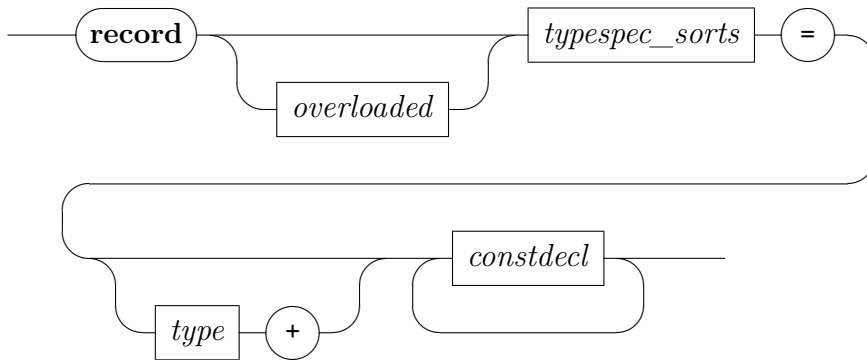 record typespec_sorts =
overloaded
constdecl
type +